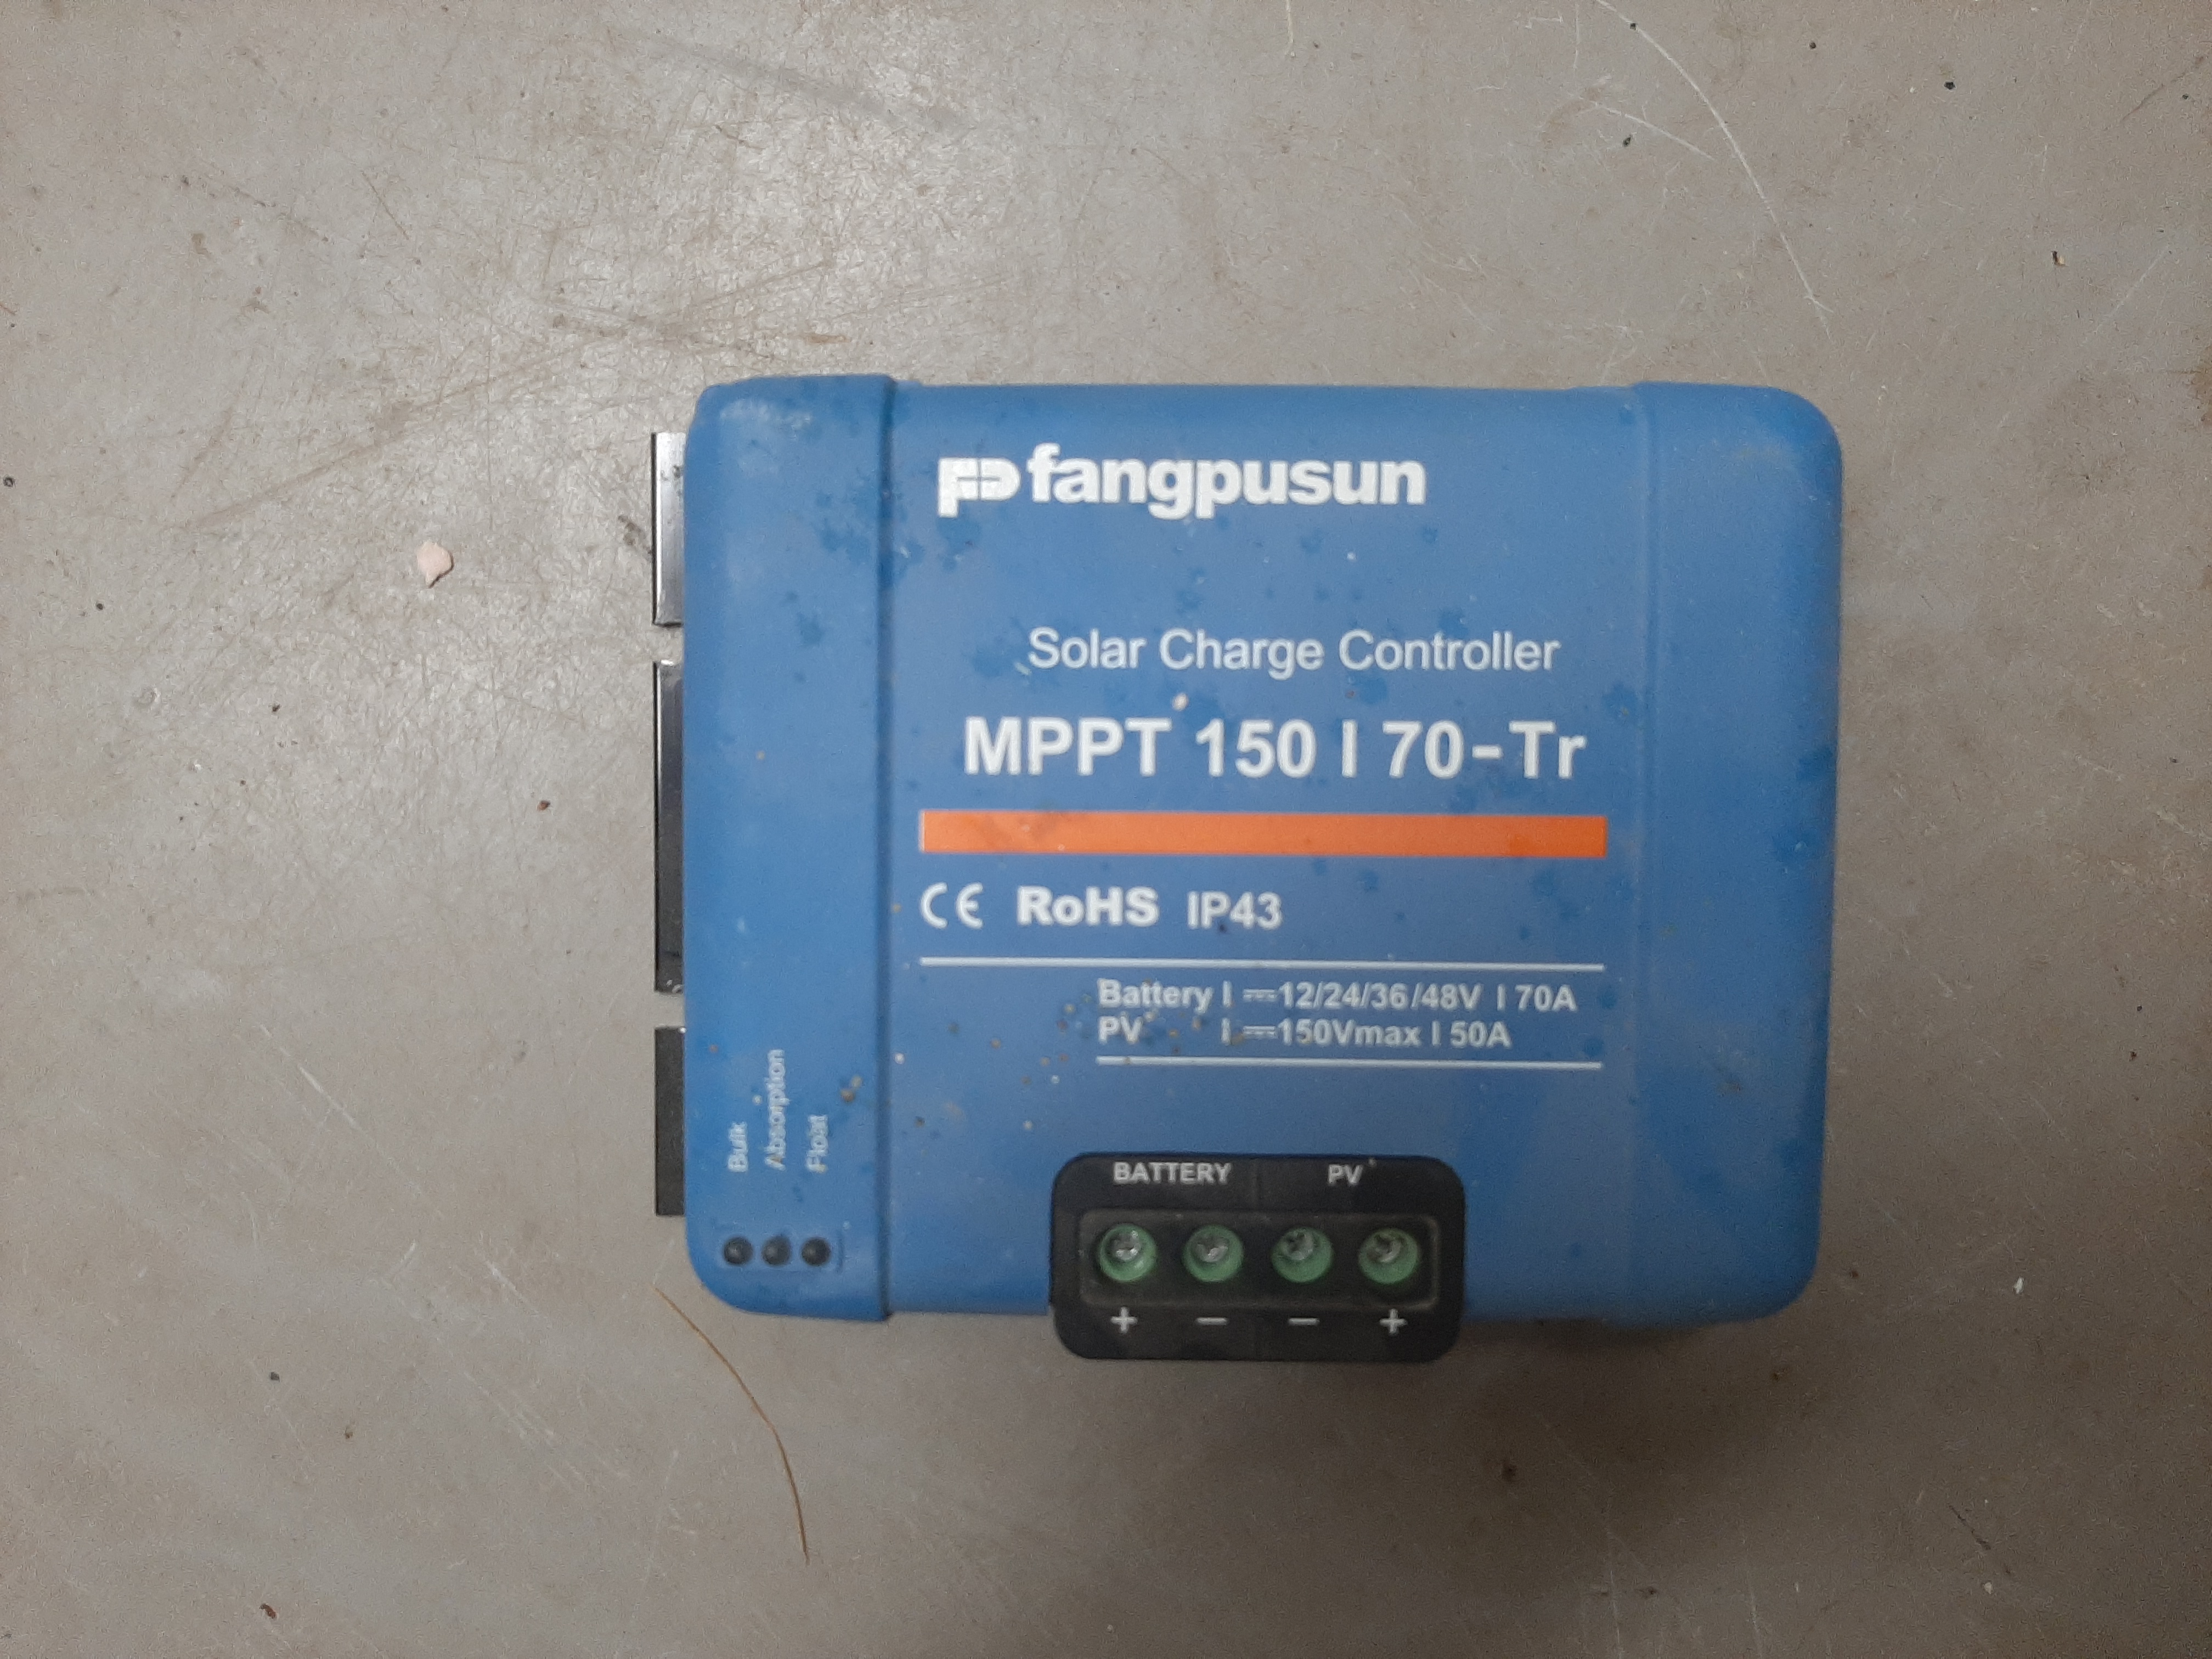 fangpusun
Solar Charge Controller
MPPT 150 | 70-Tr
CE RoHS IP43
Battery | ⎓12/24/36/48V | 70A
PV | ⎓150Vmax | 50A
Bulk
Absorption
Float
BATTERY PV
+ − − +